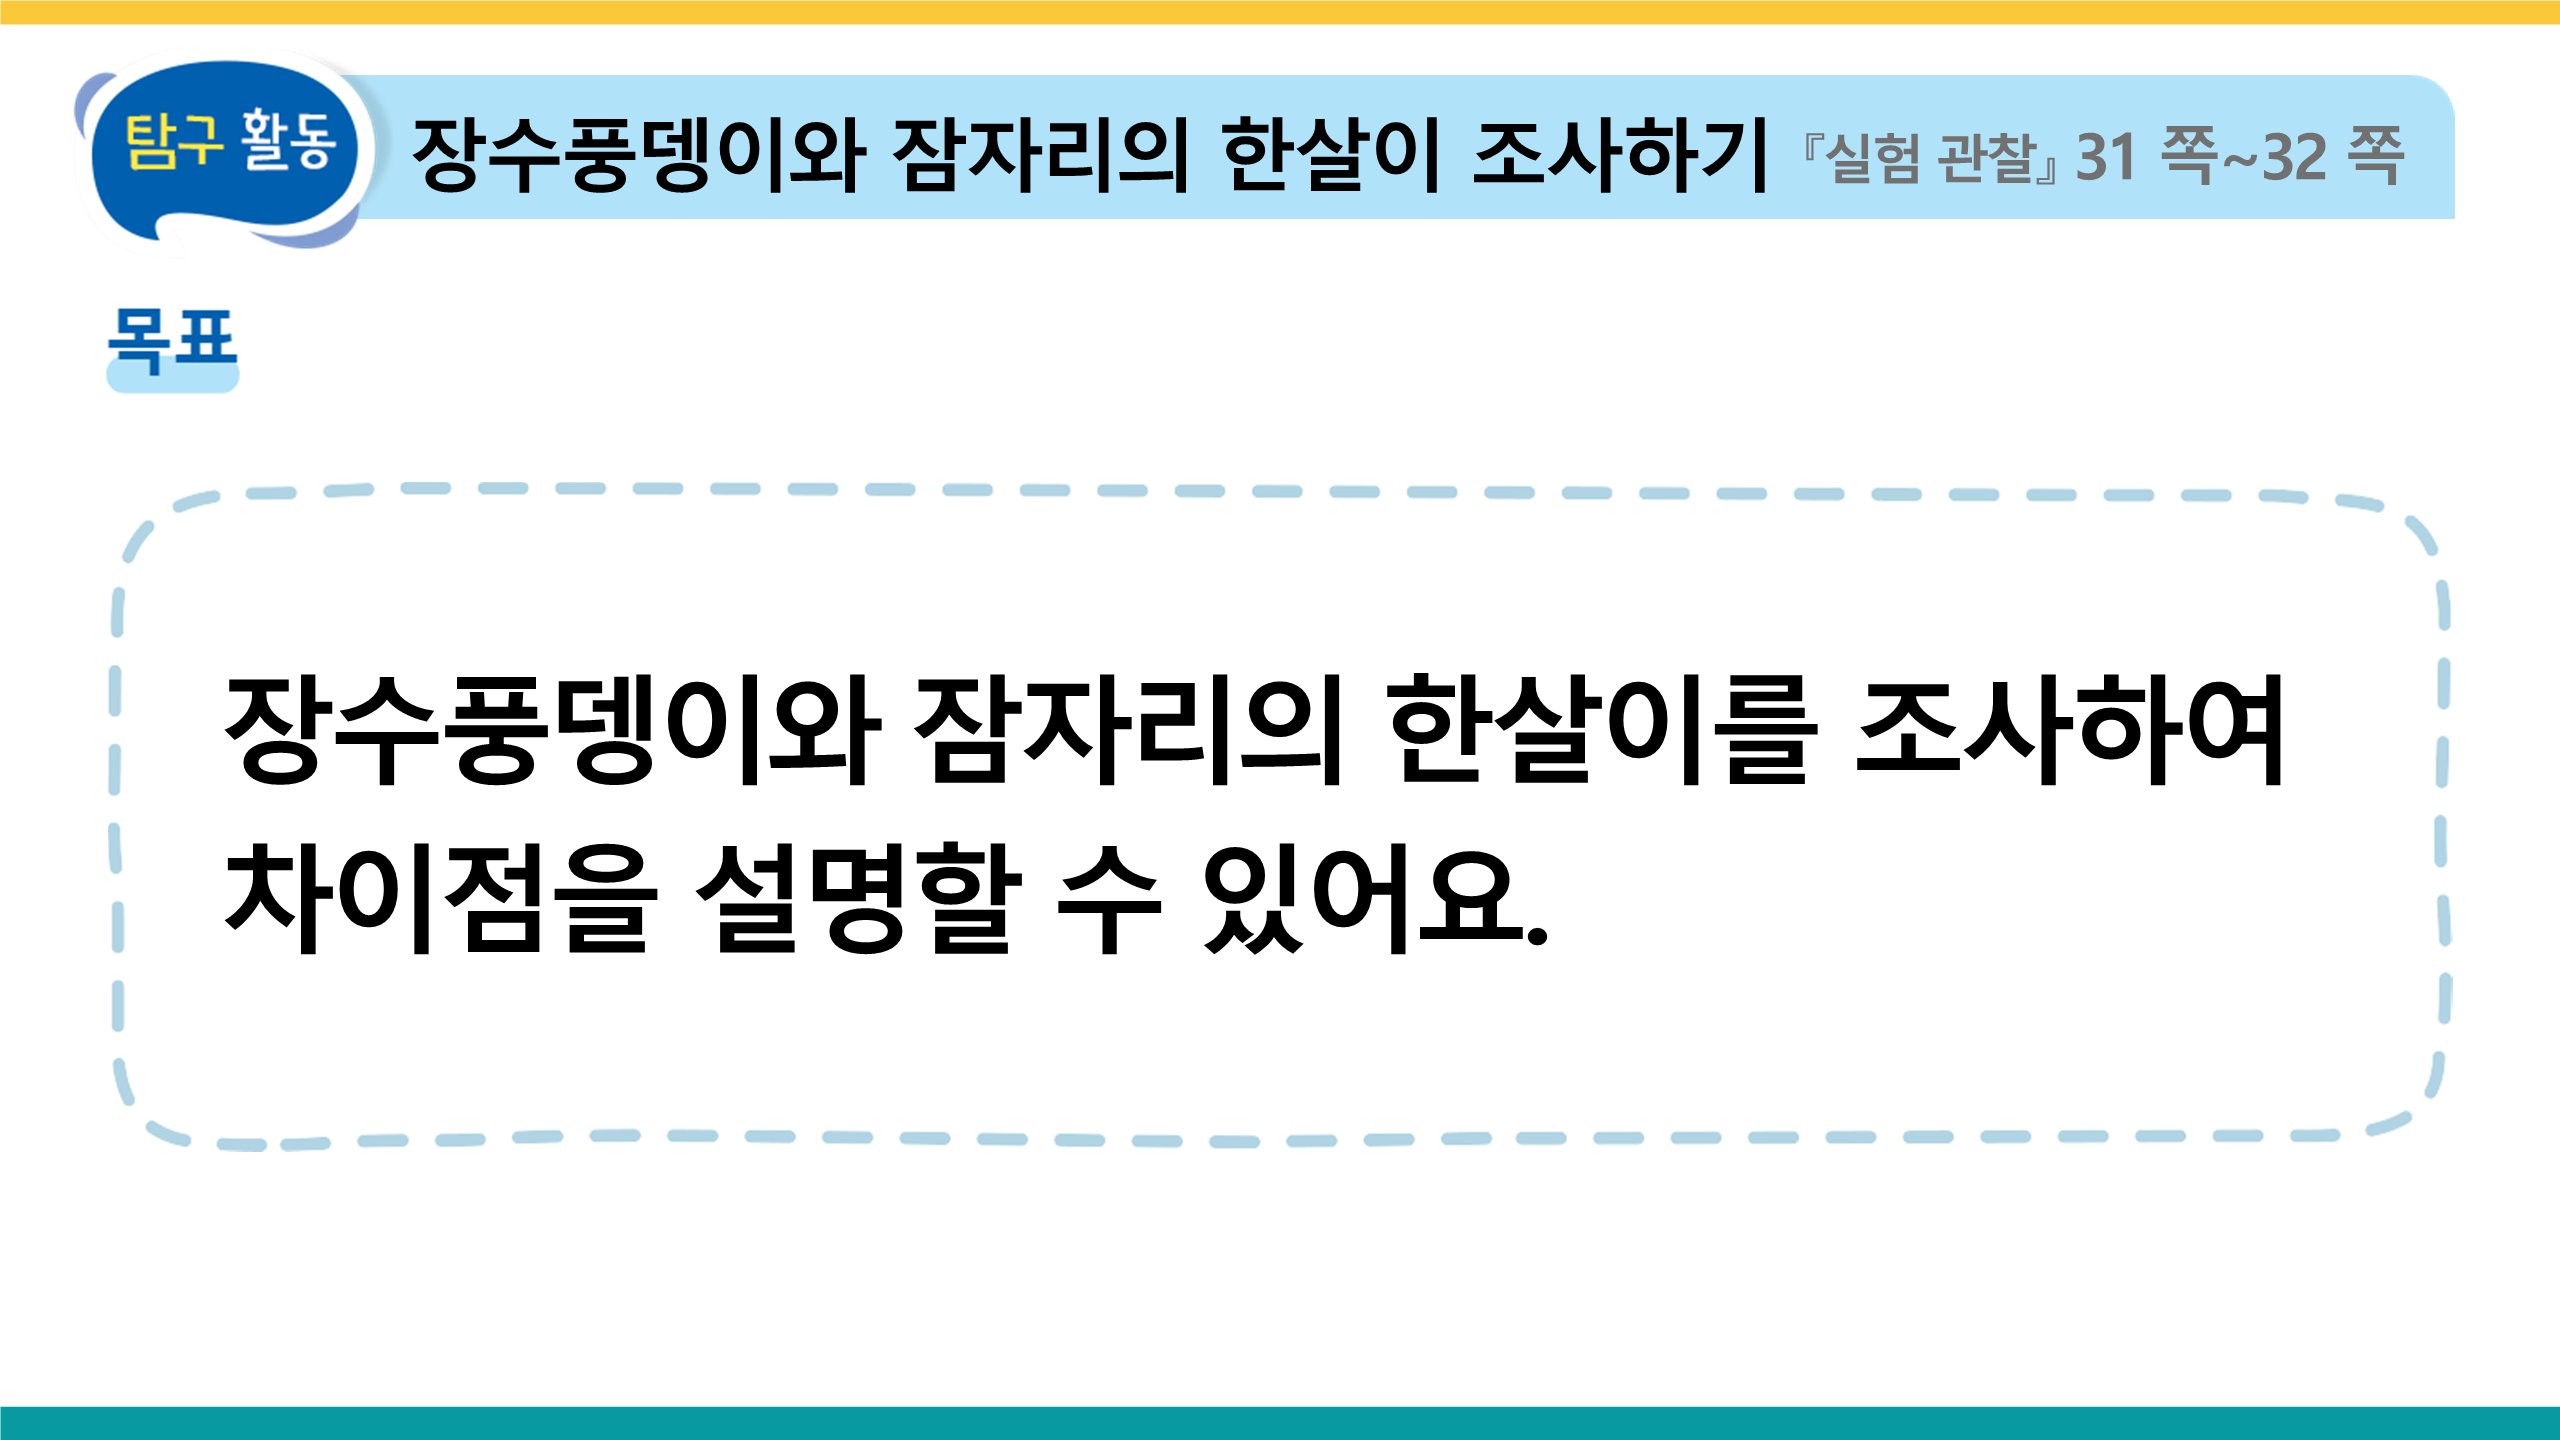 탐구 활동
장수풍뎅이와 잠자리의 한살이 조사하기 『실험 관찰』 31 쪽~32 쪽
목표
장수풍뎅이와 잠자리의 한살이를 조사하여
차이점을 설명할 수 있어요.